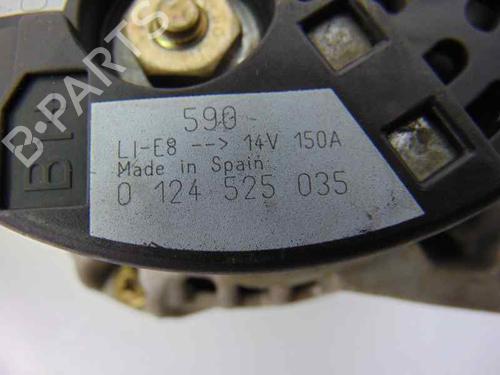 590
LI-E8 --> 14V 150A
Made in Spain
0 124 525 035
B+
B-PARTS